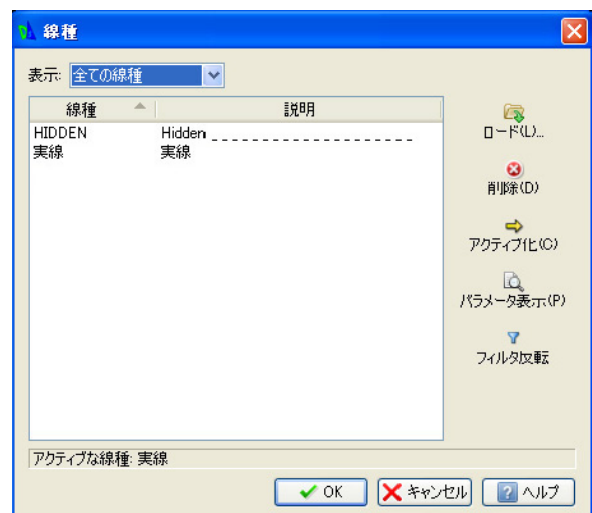 線種
表示: 全ての線種
線種 説明
HIDDEN Hidden _ _ _ _ _ _ _ _ _ _ _ _ _ _ _ _ _ _ _ _
実線 実線
ロード(L)...
削除(D)
アクティブ化(C)
パラメータ表示(P)
フィルタ反転
アクティブな線種: 実線
OK キャンセル ヘルプ